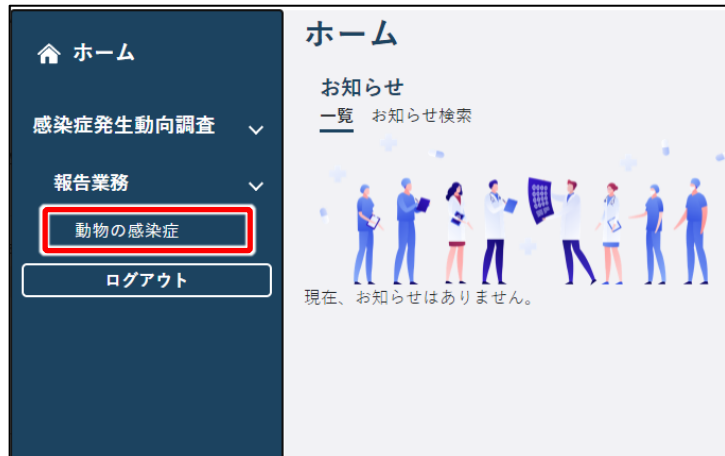 ホーム
感染症発生動向調査
報告業務
動物の感染症
ログアウト
ホーム
お知らせ
一覧 お知らせ検索
現在、お知らせはありません。